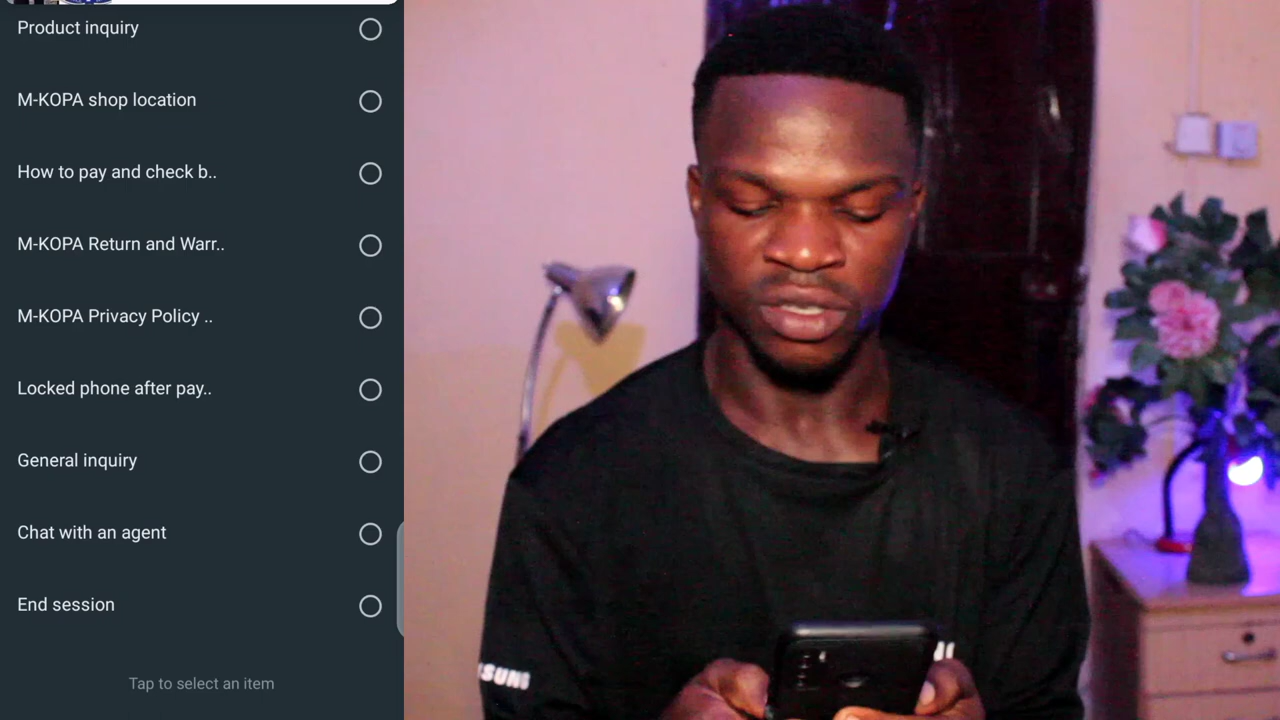 Product inquiry
M-KOPA shop location
How to pay and check b..
M-KOPA Return and Warr..
M-KOPA Privacy Policy ..
Locked phone after pay..
General inquiry
Chat with an agent
End session
Tap to select an item